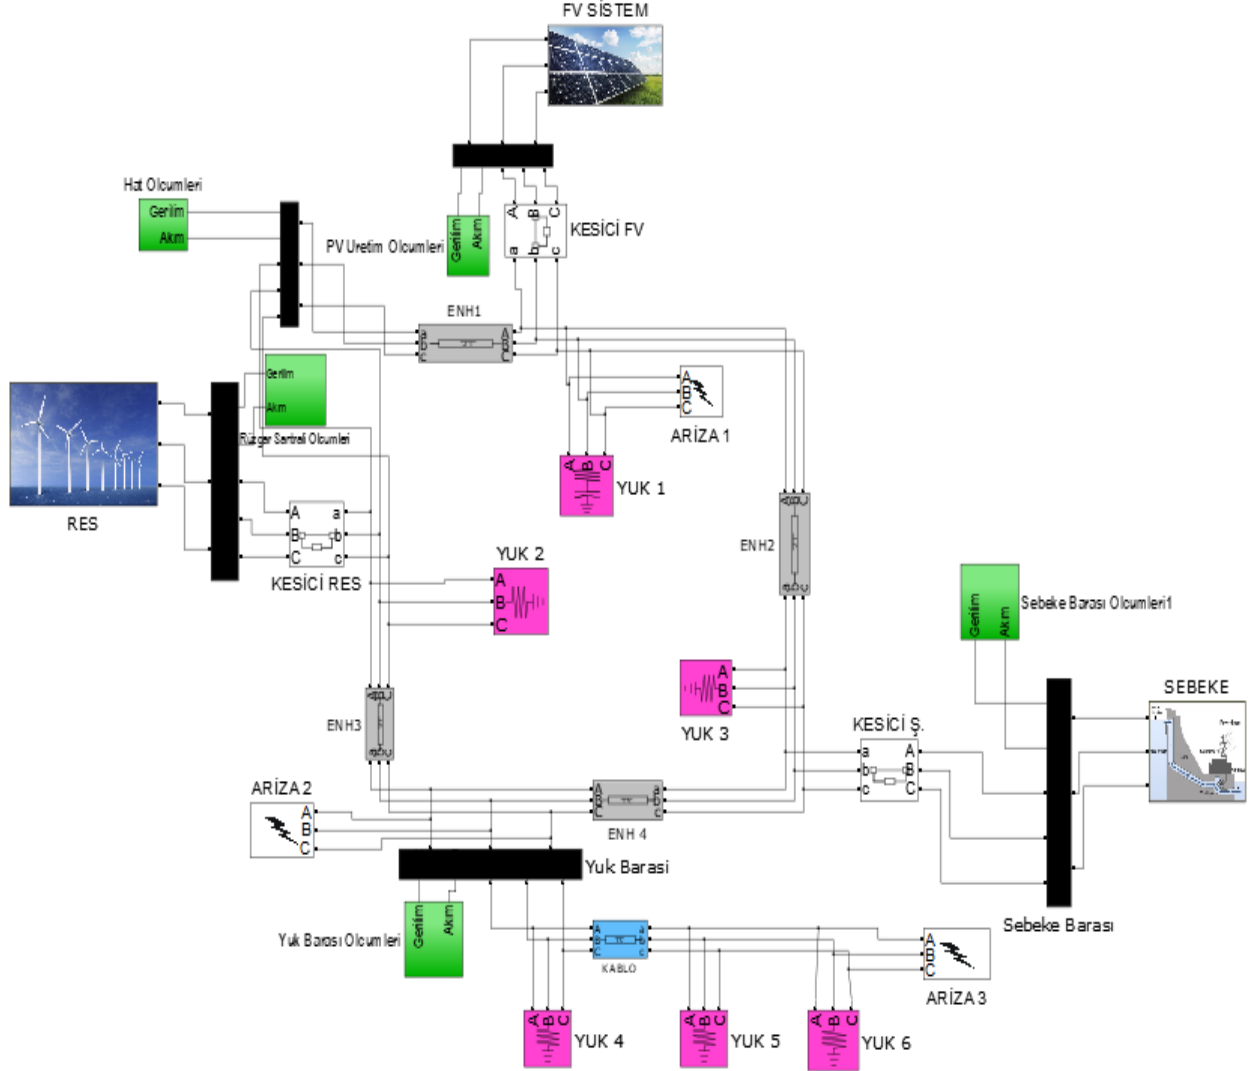 FV SİSTEM
Hat Olcumleri
Gerilim
Akım
PV Uretim Olcumleri
Gerilim
Akım
A B C
a b c
KESİCİ FV
ENH1
a A
b B
c C
Gerilim
Akım
Rüzgar Santrali Olcumleri
A
B
C
ARİZA 1
A B C
YUK 1
RES
A a
B b
C c
KESİCİ RES
YUK 2
A
B
C
A B C
ENH2
a b c
Sebeke Barası Olcumleri1
Gerilim
Akım
A
B
C
YUK 3
A B C
ENH3
a b c
KESİCİ Ş.
a A
b B
c C
SEBEKE
Sebeke Barası
ARİZA 2
A
B
C
A a
B b
C c
ENH 4
Yuk Barasi
Gerilim
Akım
Yuk Barası Olcumleri
A a
B b
C c
KABLO
A
B
C
ARİZA 3
A B C
YUK 4
A B C
YUK 5
A B C
YUK 6